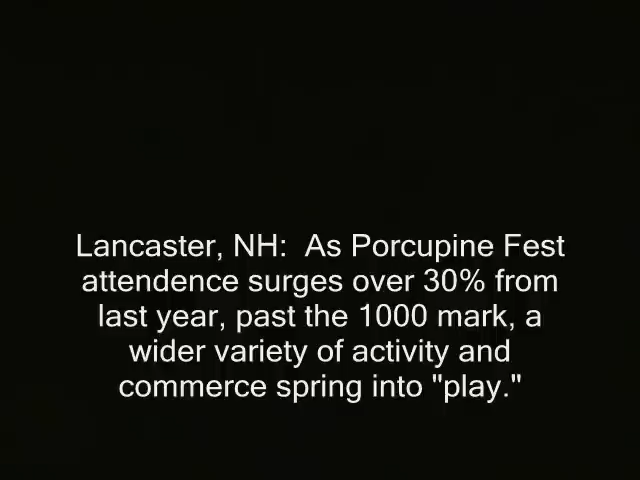 Lancaster, NH:  As Porcupine Fest
attendence surges over 30% from
last year, past the 1000 mark, a
wider variety of activity and
commerce spring into "play."